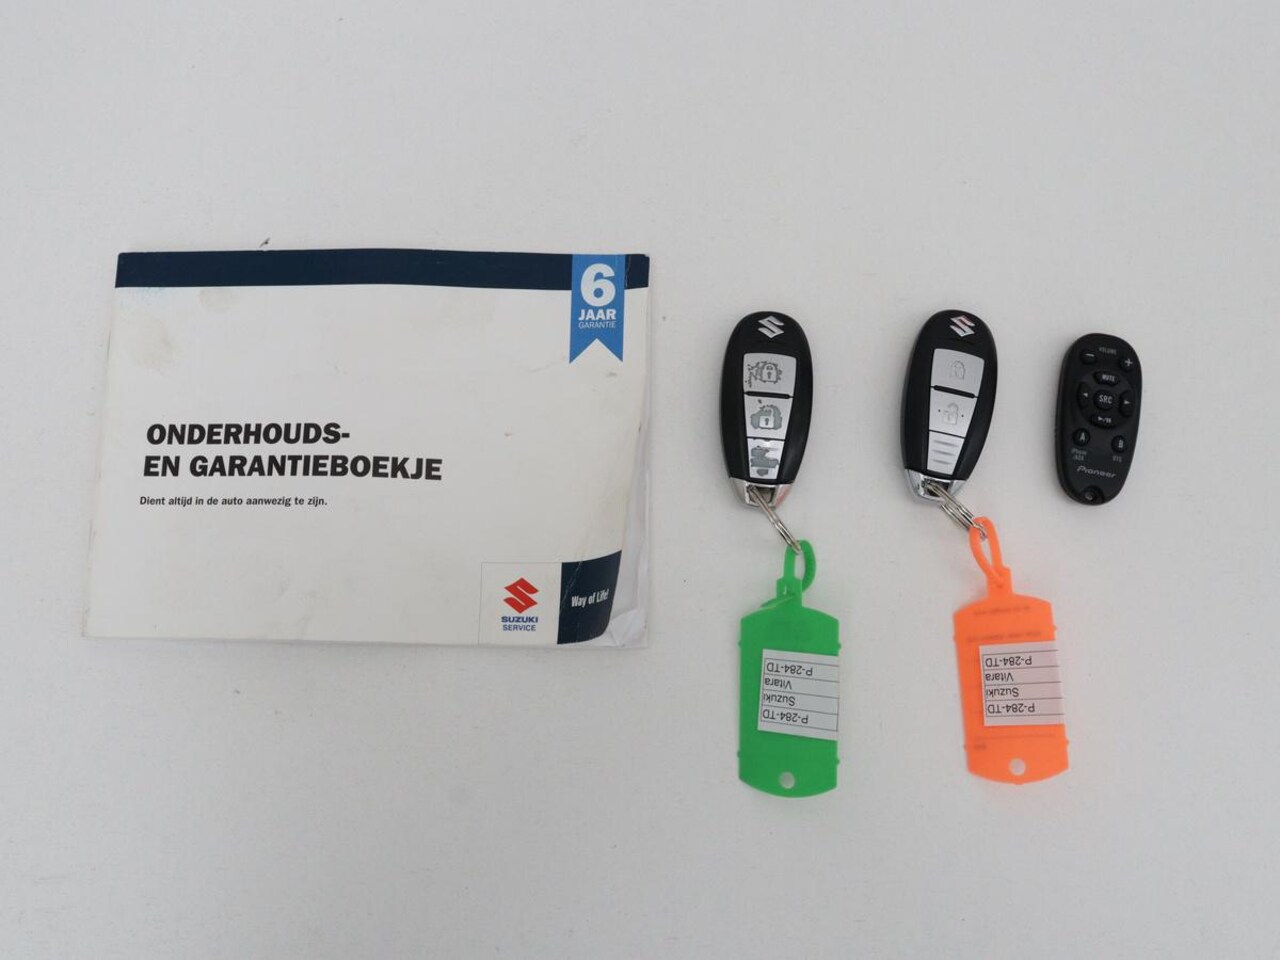 6
JAAR
GARANTIE
ONDERHOUDS-
EN GARANTIEBOEKJE
Dient altijd in de auto aanwezig te zijn.
SUZUKI
SERVICE
Way of Life!
P-284-TD
Suzuki
Vitara
P-284-TD
P-284-TD
Suzuki
Vitara
P-284-TD
VOLUME
MUTE
SRC
A
B
Pioneer